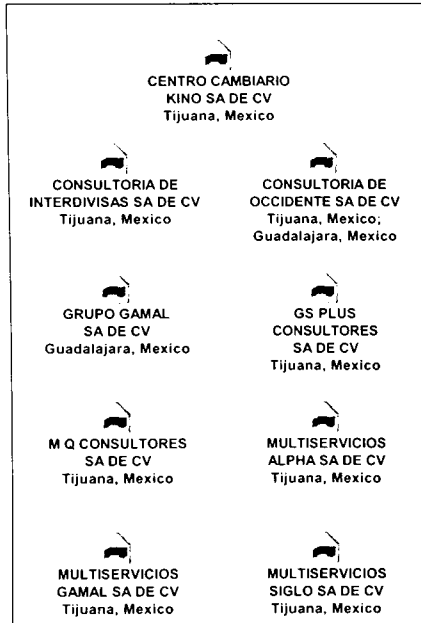 CENTRO CAMBIARIO
KINO SA DE CV
Tijuana, Mexico
CONSULTORIA DE
INTERDIVISAS SA DE CV
Tijuana, Mexico
CONSULTORIA DE
OCCIDENTE SA DE CV
Tijuana, Mexico;
Guadalajara, Mexico
GRUPO GAMAL
SA DE CV
Guadalajara, Mexico
GS PLUS
CONSULTORES
SA DE CV
Tijuana, Mexico
M Q CONSULTORES
SA DE CV
Tijuana, Mexico
MULTISERVICIOS
ALPHA SA DE CV
Tijuana, Mexico
MULTISERVICIOS
GAMAL SA DE CV
Tijuana, Mexico
MULTISERVICIOS
SIGLO SA DE CV
Tijuana, Mexico